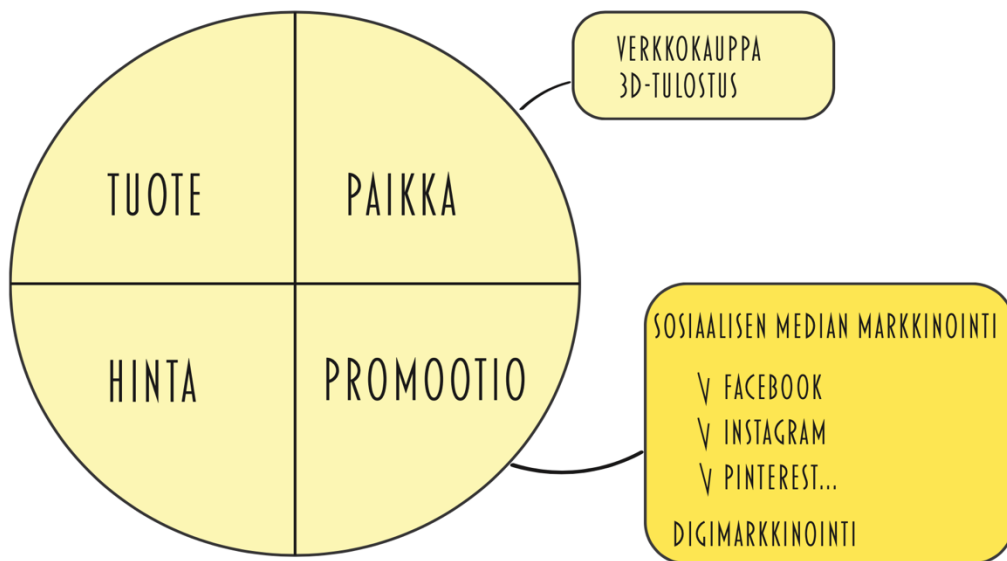 VERKKOKAUPPA
3D-TULOSTUS
TUOTE
PAIKKA
HINTA
PROMOOTIO
SOSIAALISEN MEDIAN MARKKINOINTI
√ FACEBOOK
√ INSTAGRAM
√ PINTEREST...
DIGIMARKKINOINTI